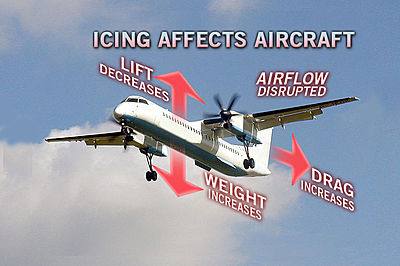 ICING AFFECTS AIRCRAFT
LIFT
DECREASES
AIRFLOW
DISRUPTED
WEIGHT
INCREASES
DRAG
INCREASES